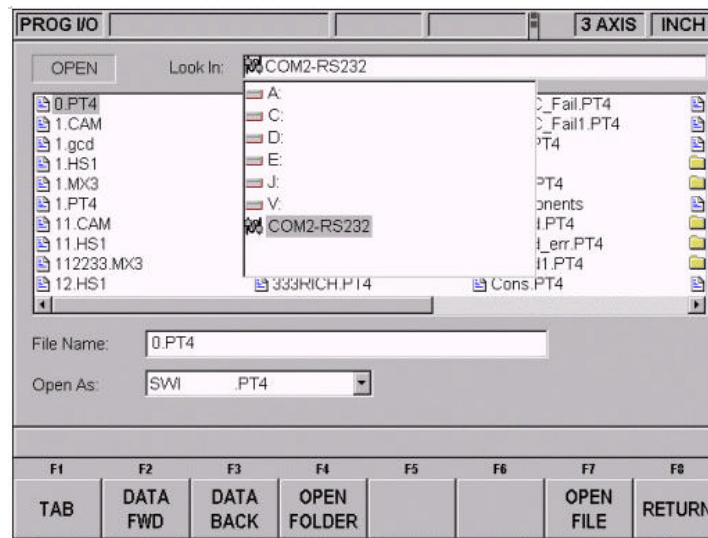 PROG I/O 3 AXIS INCH
OPEN Look In: COM2-RS232
0.PT4 A: C_Fail.PT4
1.CAM C: C_Fail1.PT4
1.gcd D: PT4
1.HS1 E:
1.MX3 J: PT4
1.PT4 V: onents
11.CAM COM2-RS232 .PT4
11.HS1 _err.PT4
112233.MX3 1.PT4
12.HS1 333RICH.PT4 Cons.PT4
File Name: 0.PT4
Open As: SWI .PT4
F1 F2 F3 F4 F5 F6 F7 F8
TAB DATA FWD DATA BACK OPEN FOLDER OPEN FILE RETURN